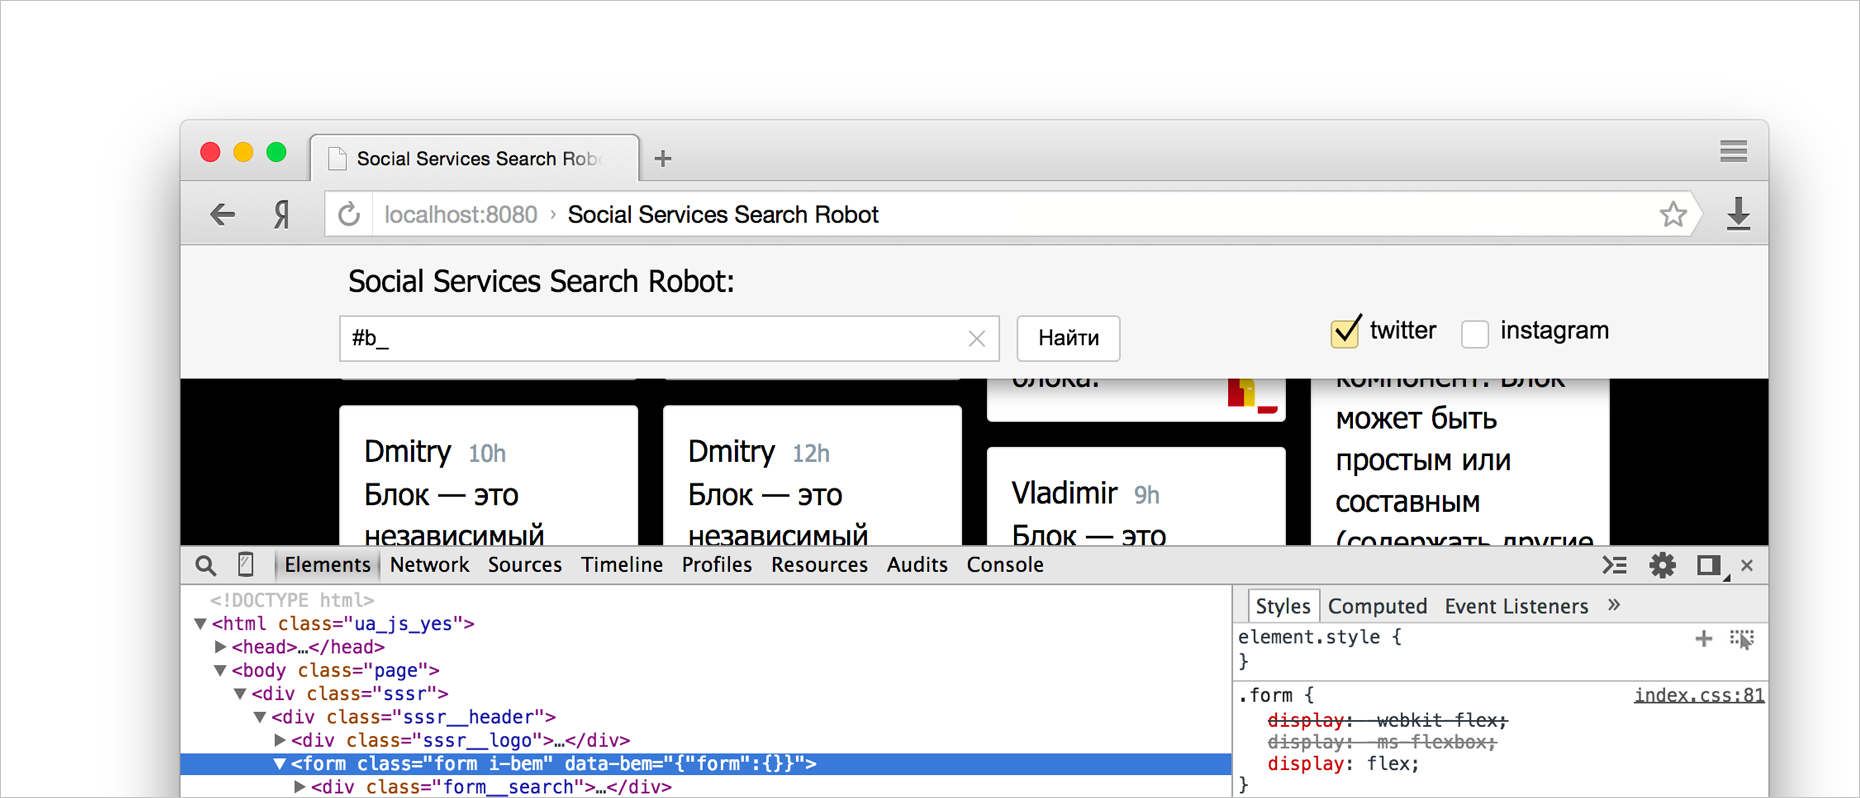 Social Services Search Rob
Я
localhost:8080 › Social Services Search Robot
Social Services Search Robot:
#b_
Найти
twitter
instagram
Dmitry 10h
Блок — это
независимый
Dmitry 12h
Блок — это
независимый
блока.
Vladimir 9h
Блок — это
компонент. Блок
может быть
простым или
составным
(содержать другие
Elements Network Sources Timeline Profiles Resources Audits Console
<!DOCTYPE html>
<html class="ua_js_yes">
<head>…</head>
<body class="page">
<div class="sssr">
<div class="sssr__header">
<div class="sssr__logo">…</div>
<form class="form i-bem" data-bem="{"form":{}}">
<div class="form__search">…</div>
Styles Computed Event Listeners »
element.style {
}
.form { index.css:81
display: -webkit-flex;
display: -ms-flexbox;
display: flex;
}